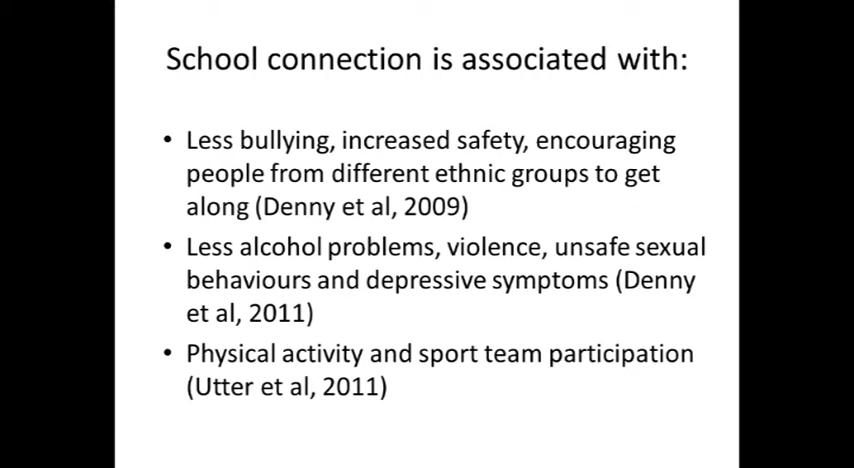 School connection is associated with:
• Less bullying, increased safety, encouraging
people from different ethnic groups to get
along (Denny et al, 2009)
• Less alcohol problems, violence, unsafe sexual
behaviours and depressive symptoms (Denny
et al, 2011)
• Physical activity and sport team participation
(Utter et al, 2011)